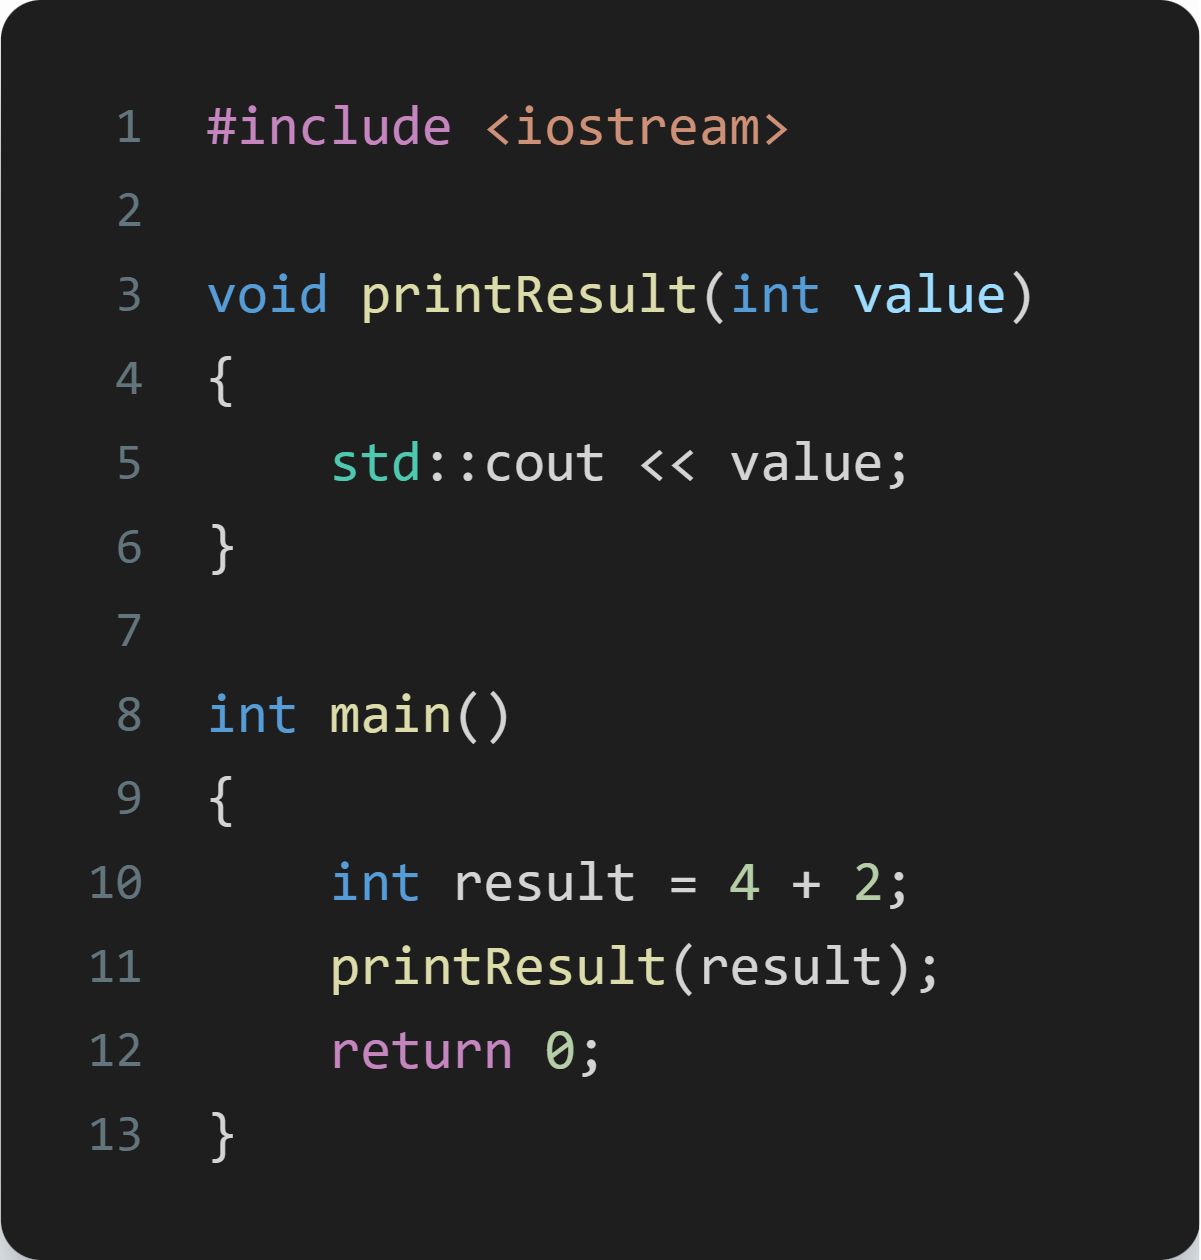 1 #include <iostream>
2
3 void printResult(int value)
4 {
5     std::cout << value;
6 }
7
8 int main()
9 {
10     int result = 4 + 2;
11     printResult(result);
12     return 0;
13 }